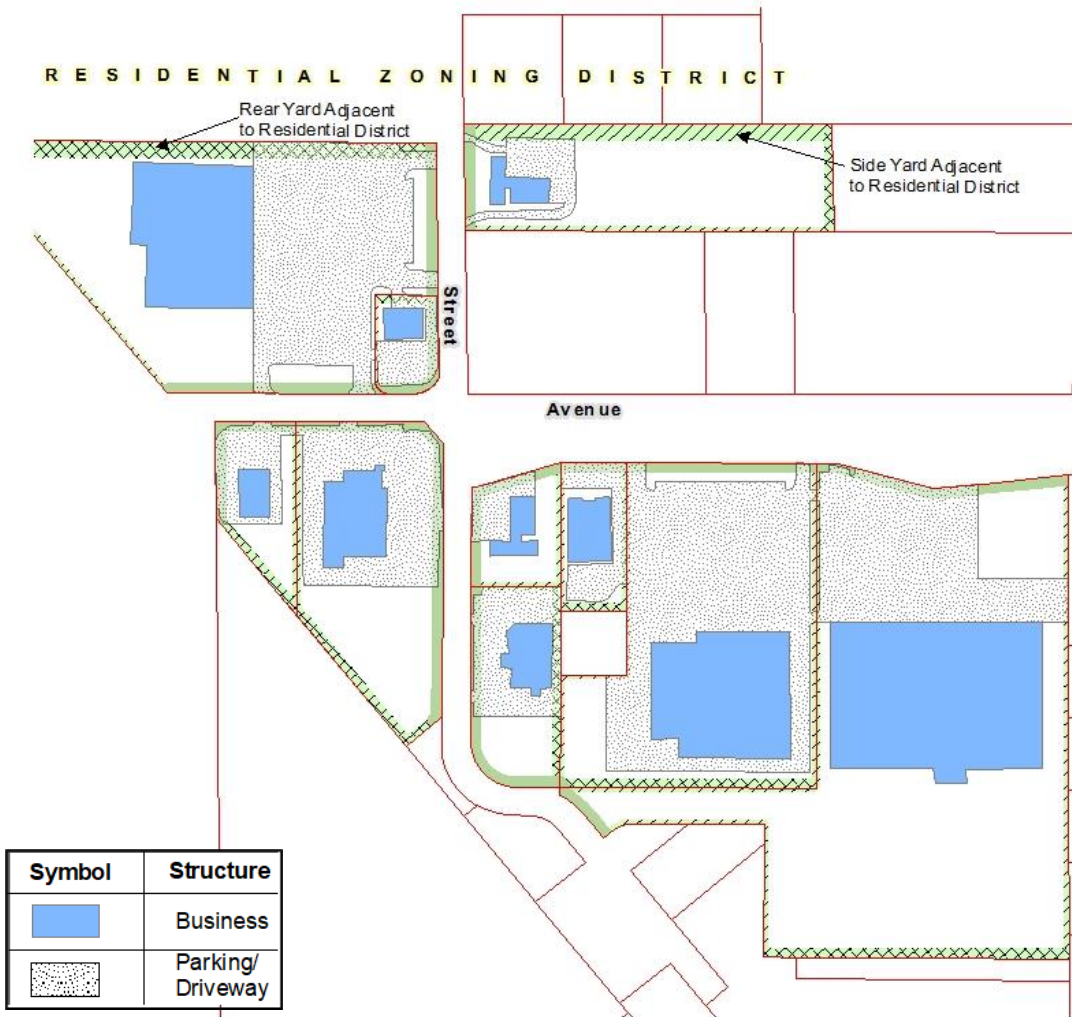 RESIDENTIAL ZONING DISTRICT
Rear Yard Adjacent
to Residential District
Side Yard Adjacent
to Residential District
Street
Avenue
Symbol Structure
Business
Parking/
Driveway